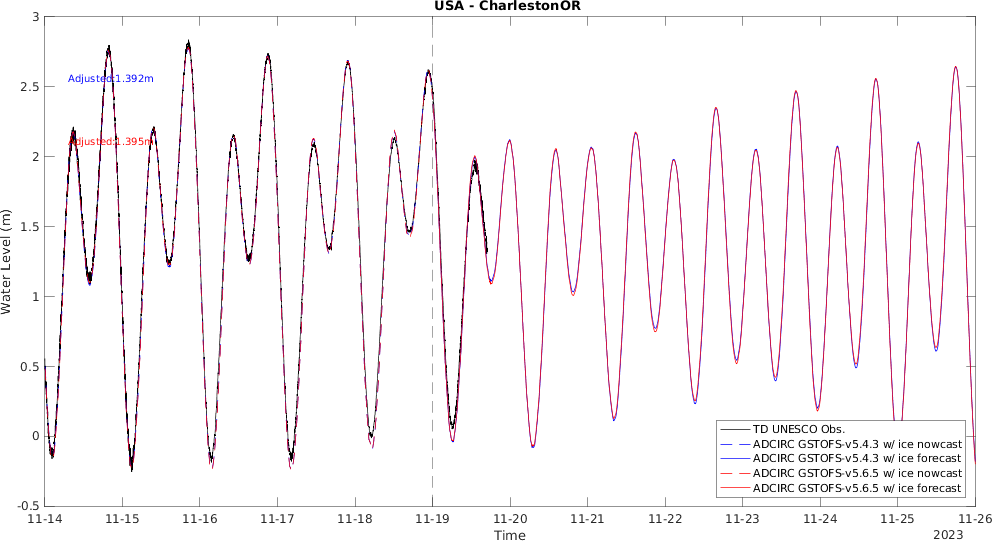 USA - CharlestonOR
3
2.5
2
1.5
1
0.5
0
-0.5
Water Level (m)
Adjusted:1.392m
Adjusted:1.395m
TD UNESCO Obs.
ADCIRC GSTOFS-v5.4.3 w/ ice nowcast
ADCIRC GSTOFS-v5.4.3 w/ ice forecast
ADCIRC GSTOFS-v5.6.5 w/ ice nowcast
ADCIRC GSTOFS-v5.6.5 w/ ice forecast
11-14 11-15 11-16 11-17 11-18 11-19 11-20 11-21 11-22 11-23 11-24 11-25 11-26
Time
2023